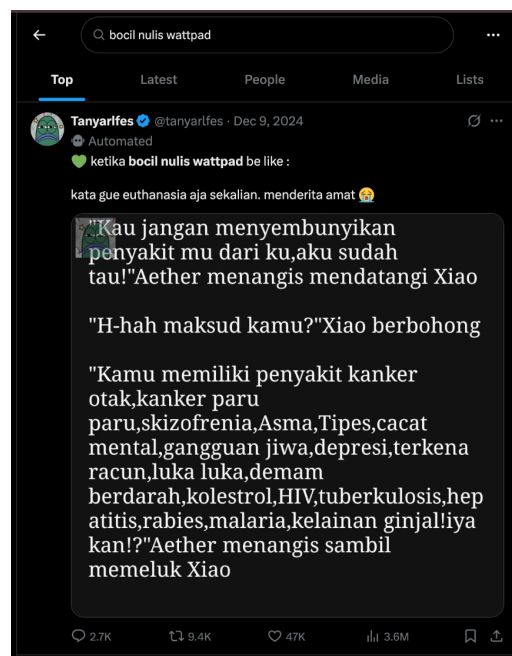 bocil nulis wattpad
Top Latest People Media Lists
Tanyarlfes @tanyarlfes · Dec 9, 2024
Automated
💚 ketika bocil nulis wattpad be like :
kata gue euthanasia aja sekalian. menderita amat 😭
"Kau jangan menyembunyikan
penyakit mu dari ku,aku sudah
tau!"Aether menangis mendatangi Xiao
"H-hah maksud kamu?"Xiao berbohong
"Kamu memiliki penyakit kanker
otak,kanker paru
paru,skizofrenia,Asma,Tipes,cacat
mental,gangguan jiwa,depresi,terkena
racun,luka luka,demam
berdarah,kolestrol,HIV,tuberkulosis,hep
atitis,rabies,malaria,kelainan ginjal!iya
kan!?"Aether menangis sambil
memeluk Xiao
2.7K 9.4K 47K 3.6M